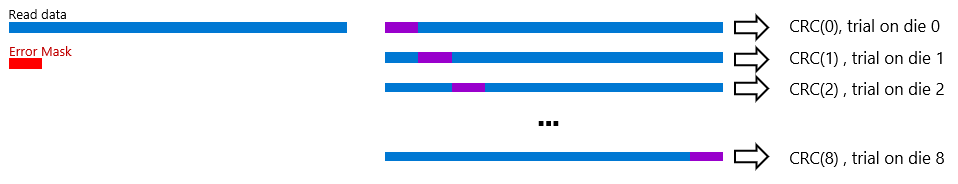 Read data
Error Mask
CRC(0), trial on die 0
CRC(1) , trial on die 1
CRC(2) , trial on die 2
...
CRC(8) , trial on die 8